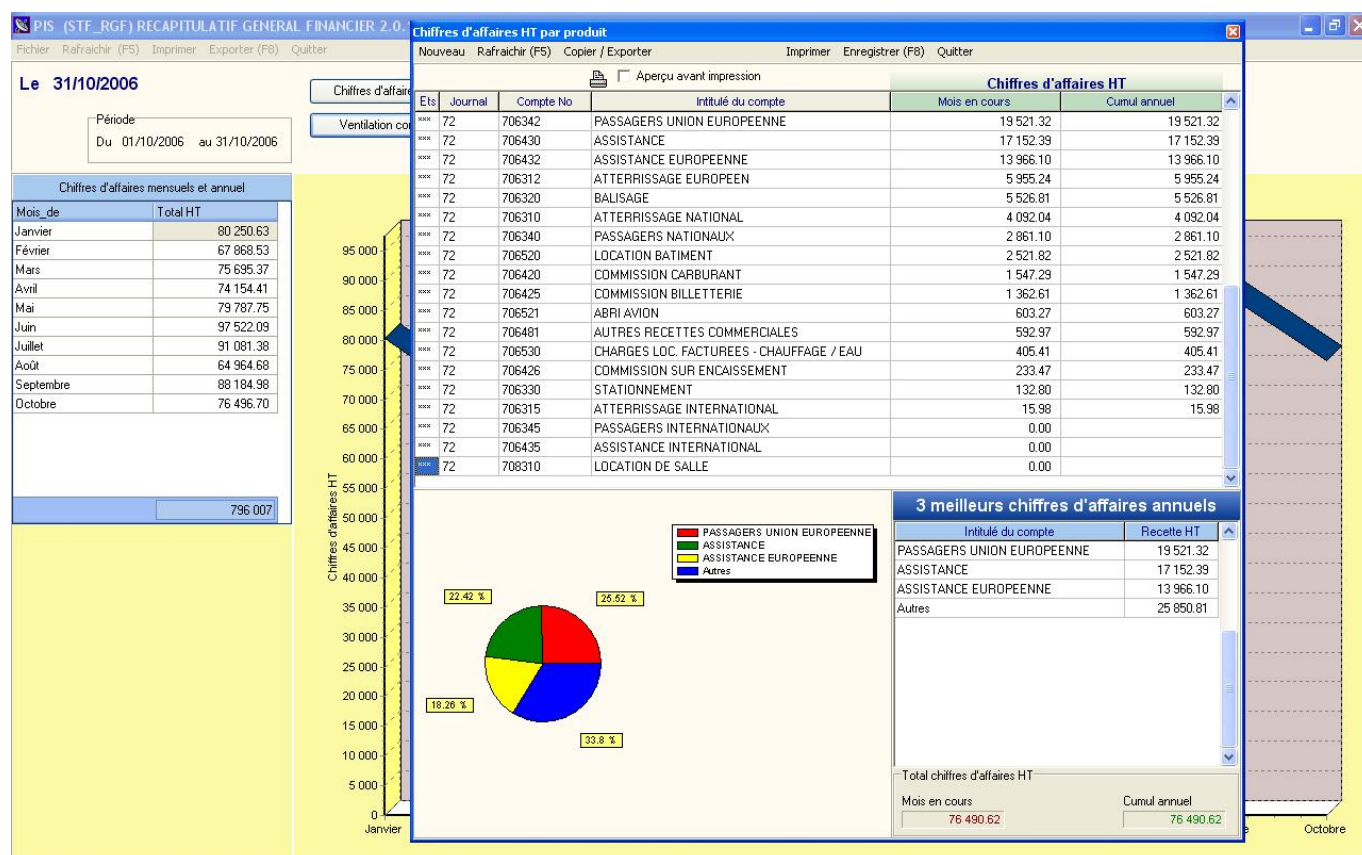 PIS (STF_RGF) RECAPITULATIF GENERAL FINANCIER 2.0.
Fichier Rafraichir (F5) Imprimer Exporter (F8) Quitter
Le 31/10/2006
Période
Du 01/10/2006 au 31/10/2006
Chiffres d'affaire
Ventilation co
Chiffres d'affaires mensuels et annuel
Mois_de Total HT
Janvier 80 250.63
Février 67 868.53
Mars 75 695.37
Avril 74 154.41
Mai 79 787.75
Juin 97 522.09
Juillet 91 081.38
Août 64 964.68
Septembre 88 184.98
Octobre 76 496.70
796 007
Chiffres d'affaires HT
95 000
90 000
85 000
80 000
75 000
70 000
65 000
60 000
55 000
50 000
45 000
40 000
35 000
30 000
25 000
20 000
15 000
10 000
5 000
0
Janvier
Octobre
Chiffres d'affaires HT par produit
Nouveau Rafraichir (F5) Copier / Exporter Imprimer Enregistrer (F8) Quitter
Aperçu avant impression
Chiffres d'affaires HT
Ets Journal Compte No Intitulé du compte Mois en cours Cumul annuel
*** 72 706342 PASSAGERS UNION EUROPEENNE 19 521.32 19 521.32
*** 72 706430 ASSISTANCE 17 152.39 17 152.39
*** 72 706432 ASSISTANCE EUROPEENNE 13 966.10 13 966.10
*** 72 706312 ATTERRISSAGE EUROPEEN 5 955.24 5 955.24
*** 72 706320 BALISAGE 5 526.81 5 526.81
*** 72 706310 ATTERRISSAGE NATIONAL 4 092.04 4 092.04
*** 72 706340 PASSAGERS NATIONAUX 2 861.10 2 861.10
*** 72 706520 LOCATION BATIMENT 2 521.82 2 521.82
*** 72 706420 COMMISSION CARBURANT 1 547.29 1 547.29
*** 72 706425 COMMISSION BILLETTERIE 1 362.61 1 362.61
*** 72 706521 ABRI AVION 603.27 603.27
*** 72 706481 AUTRES RECETTES COMMERCIALES 592.97 592.97
*** 72 706530 CHARGES LOC. FACTUREES - CHAUFFAGE / EAU 405.41 405.41
*** 72 706426 COMMISSION SUR ENCAISSEMENT 233.47 233.47
*** 72 706330 STATIONNEMENT 132.80 132.80
*** 72 706315 ATTERRISSAGE INTERNATIONAL 15.98 15.98
*** 72 706345 PASSAGERS INTERNATIONAUX 0.00
*** 72 706435 ASSISTANCE INTERNATIONAL 0.00
*** 72 708310 LOCATION DE SALLE 0.00
PASSAGERS UNION EUROPEENNE
ASSISTANCE
ASSISTANCE EUROPEENNE
Autres
22.42 %
25.52 %
18.26 %
33.8 %
3 meilleurs chiffres d'affaires annuels
Intitulé du compte Recette HT
PASSAGERS UNION EUROPEENNE 19 521.32
ASSISTANCE 17 152.39
ASSISTANCE EUROPEENNE 13 966.10
Autres 25 850.81
Total chiffres d'affaires HT
Mois en cours Cumul annuel
76 490.62 76 490.62